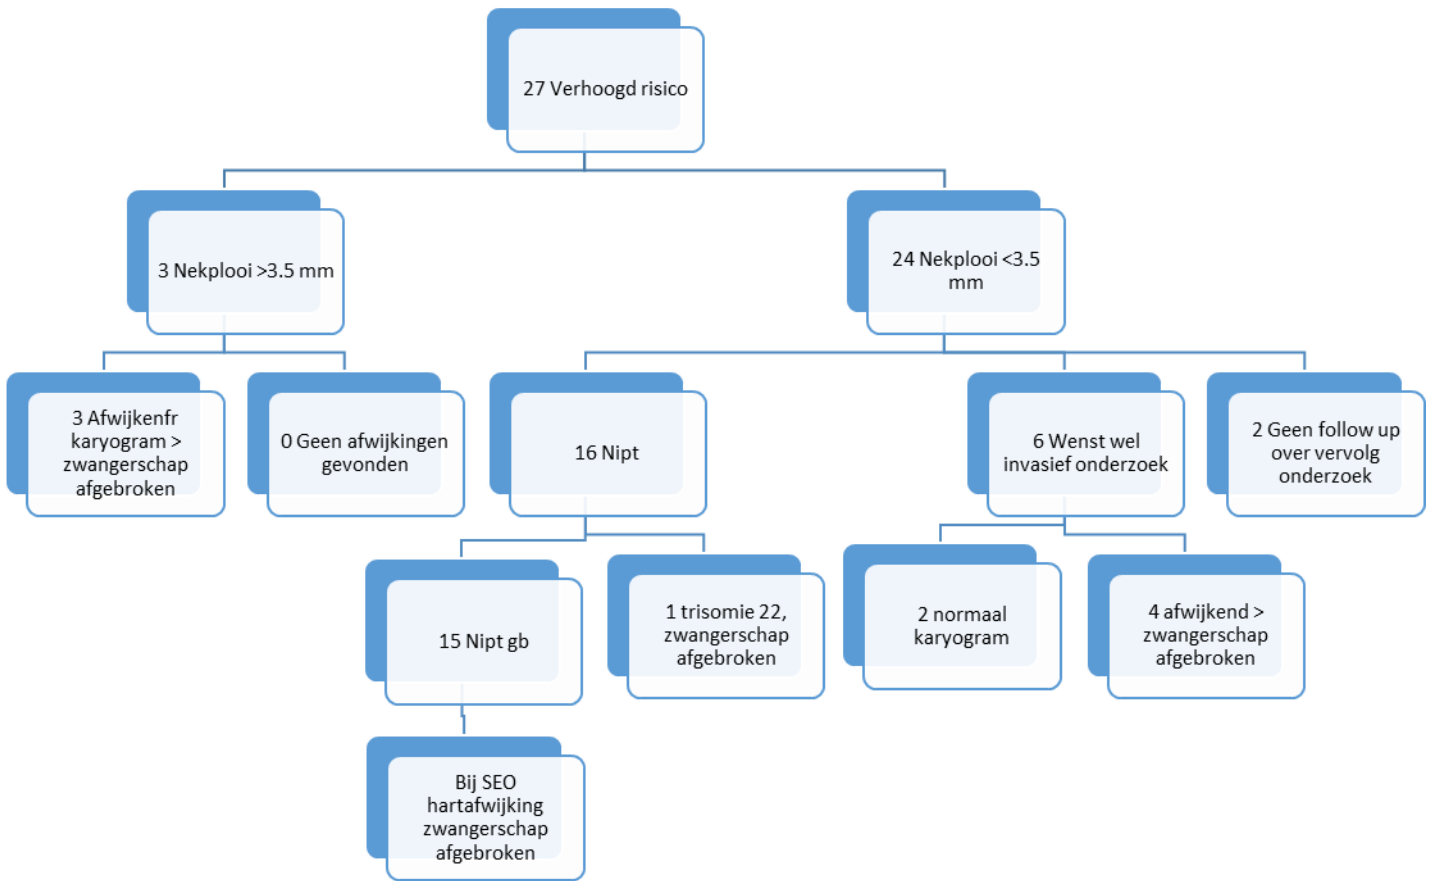 27 Verhoogd risico
3 Nekplooi >3.5 mm
24 Nekplooi <3.5
mm
3 Afwijkenfr
karyogram >
zwangerschap
afgebroken
0 Geen afwijkingen
gevonden
16 Nipt
6 Wenst wel
invasief onderzoek
2 Geen follow up
over vervolg
onderzoek
15 Nipt gb
1 trisomie 22,
zwangerschap
afgebroken
2 normaal
karyogram
4 afwijkend >
zwangerschap
afgebroken
Bij SEO
hartafwijking
zwangerschap
afgebroken